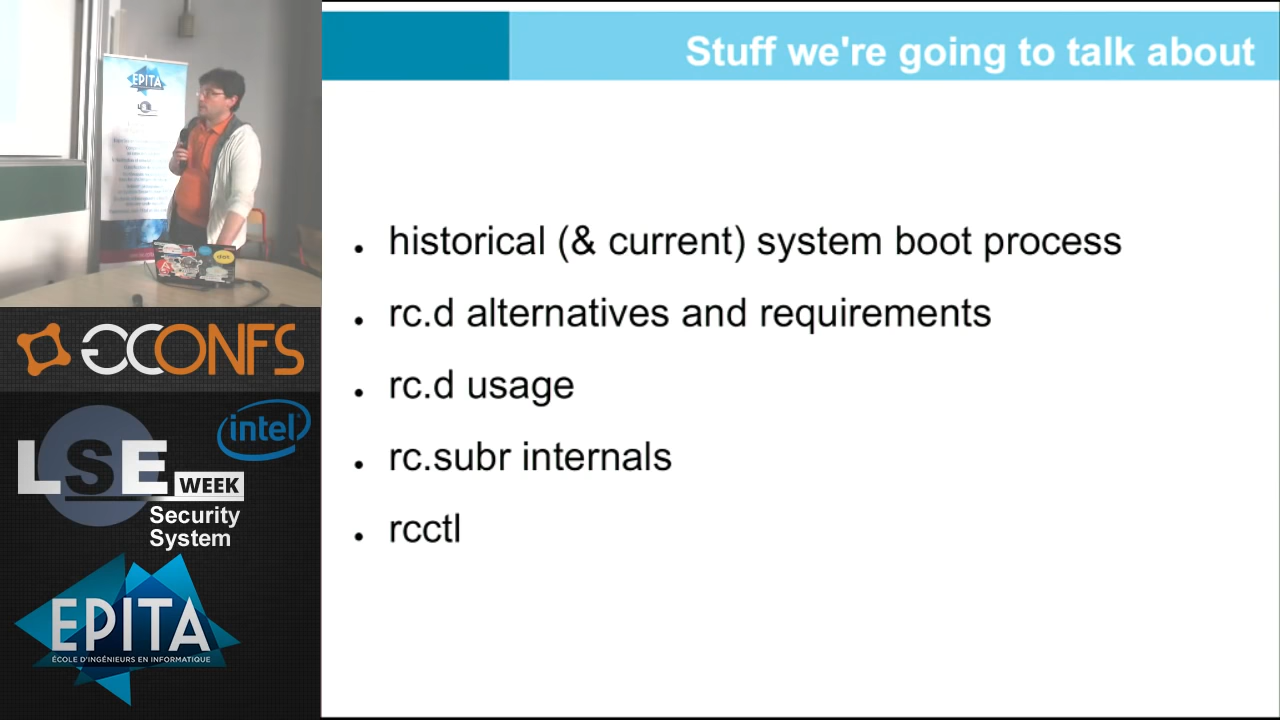 Stuff we're going to talk about
historical (& current) system boot process
rc.d alternatives and requirements
rc.d usage
rc.subr internals
rcctl
EPITA
GCONFS
LSE
WEEK
Security
System
intel
EPITA
ÉCOLE D'INGÉNIEURS EN INFORMATIQUE